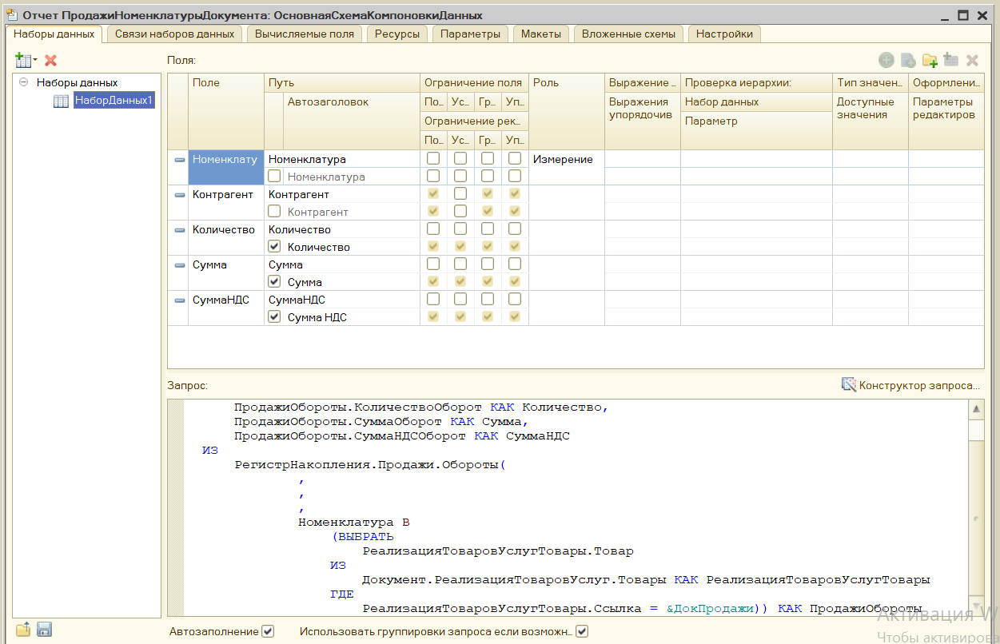 Отчет ПродажиНоменклатурыДокумента: ОсновнаяСхемаКомпоновкиДанных
Наборы данных Связи наборов данных Вычисляемые поля Ресурсы Параметры Макеты Вложенные схемы Настройки
Поля:
Наборы данных
НаборДанных1
Поле Путь Ограничение поля Роль Выражение ... Проверка иерархии: Тип значен... Оформлени...
Автозаголовок По... Ус... Гр... Уп... Выражения упорядочив Набор данных Доступные значения Параметры редактиров
Ограничение рек... Параметр
По... Ус... Гр... Уп...
Номенклату Номенклатура Измерение
Номенклатура
Контрагент Контрагент
Контрагент
Количество Количество
Количество
Сумма Сумма
Сумма
СуммаНДС СуммаНДС
Сумма НДС
Запрос: Конструктор запроса...
ПродажиОбороты.КоличествоОборот КАК Количество,
ПродажиОбороты.СуммаОборот КАК Сумма,
ПродажиОбороты.СуммаНДСОборот КАК СуммаНДС
ИЗ
РегистрНакопления.Продажи.Обороты(
,
,
,
Номенклатура В
(ВЫБРАТЬ
РеализацияТоваровУслугТовары.Товар
ИЗ
Документ.РеализацияТоваровУслуг.Товары КАК РеализацияТоваровУслугТовары
ГДЕ
РеализацияТоваровУслугТовары.Ссылка = &ДокПродажи)) КАК ПродажиОбороты
Активация W
Автозаполнение Использовать группировки запроса если возможн...
Чтобы активирова